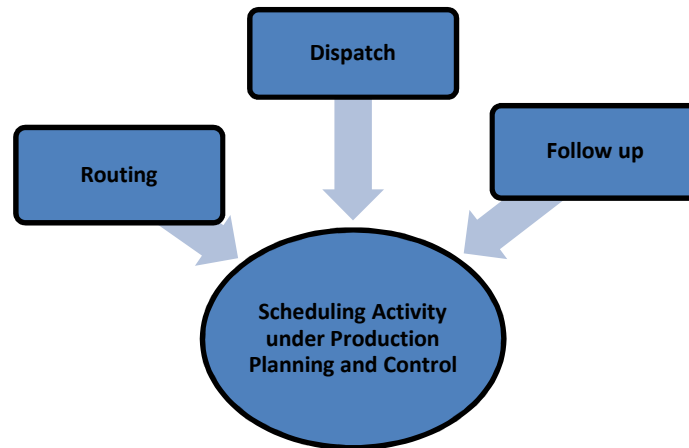 Dispatch
Routing
Follow up
Scheduling Activity
under Production
Planning and Control